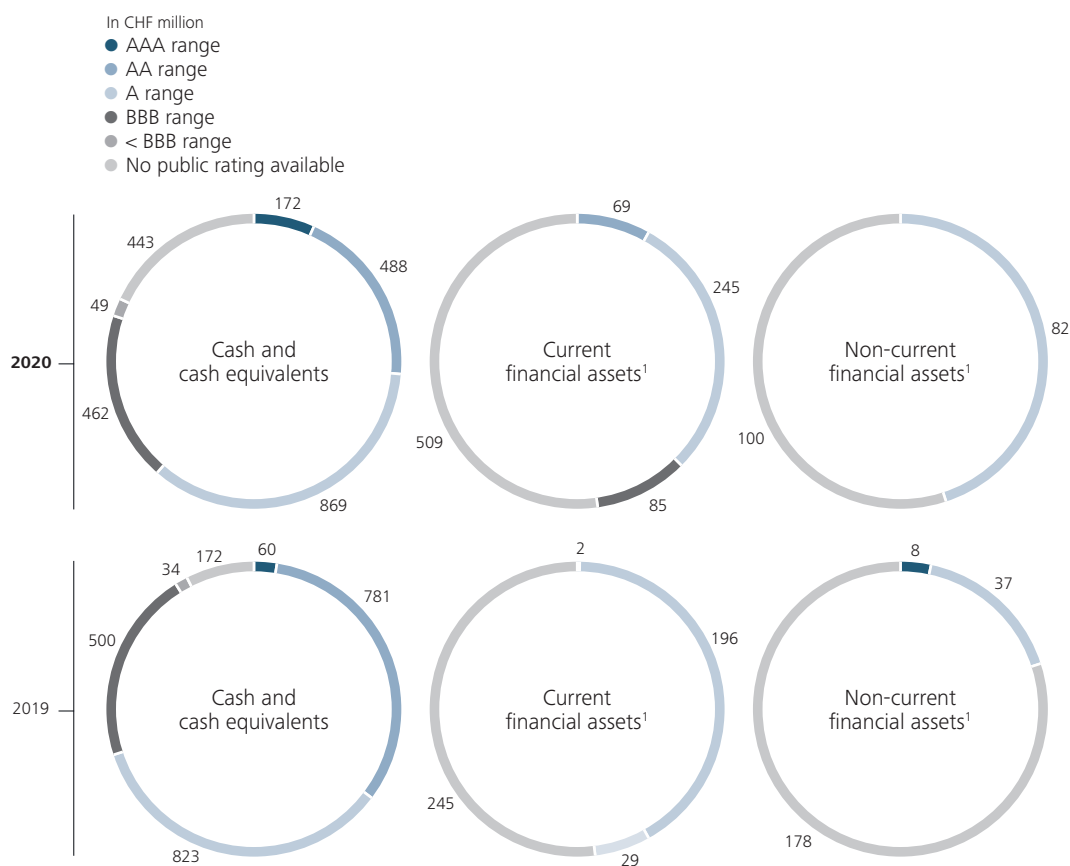 In CHF million
AAA range
AA range
A range
BBB range
< BBB range
No public rating available
172
69
443
488
245
49
82
2020
Cash and
cash equivalents
Current
financial assets¹
Non-current
financial assets¹
462
509
100
869
85
34
172
60
781
2
8
37
500
196
2019
Cash and
cash equivalents
Current
financial assets¹
Non-current
financial assets¹
245
178
823
29